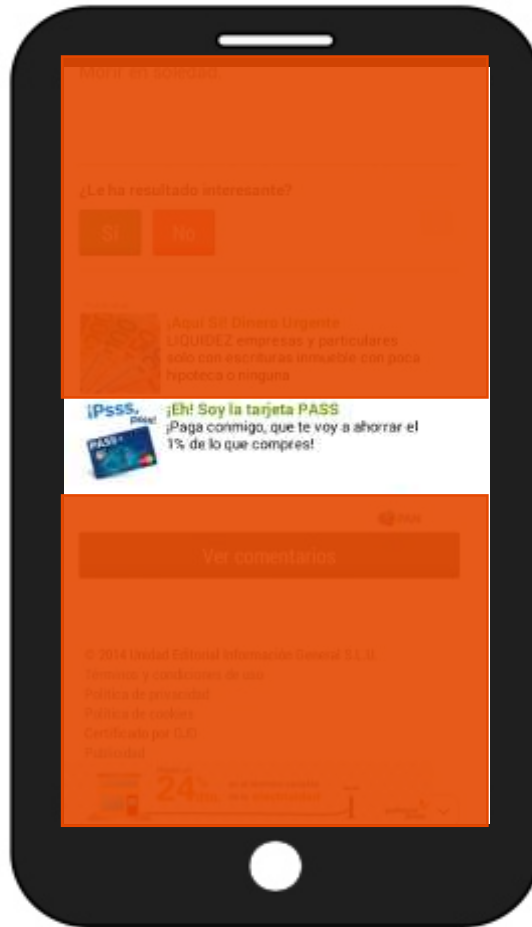 Morir en soledad
¿Le ha resultado interesante?
Sí No
¡Aquí Sí! Dinero Urgente
LIQUIDEZ empresas y particulares
solo con escrituras inmueble con poca
hipoteca o ninguna
¡Psss,
psss!
PASS
¡Eh! Soy la tarjeta PASS
¡Paga conmigo, que te voy a ahorrar el
1% de lo que compres!
Ver comentarios
© 2014 Unidad Editorial Información General S.L.U.
Términos y condiciones de uso
Política de privacidad
Política de cookies
Certificado por OJD
Publicidad
24